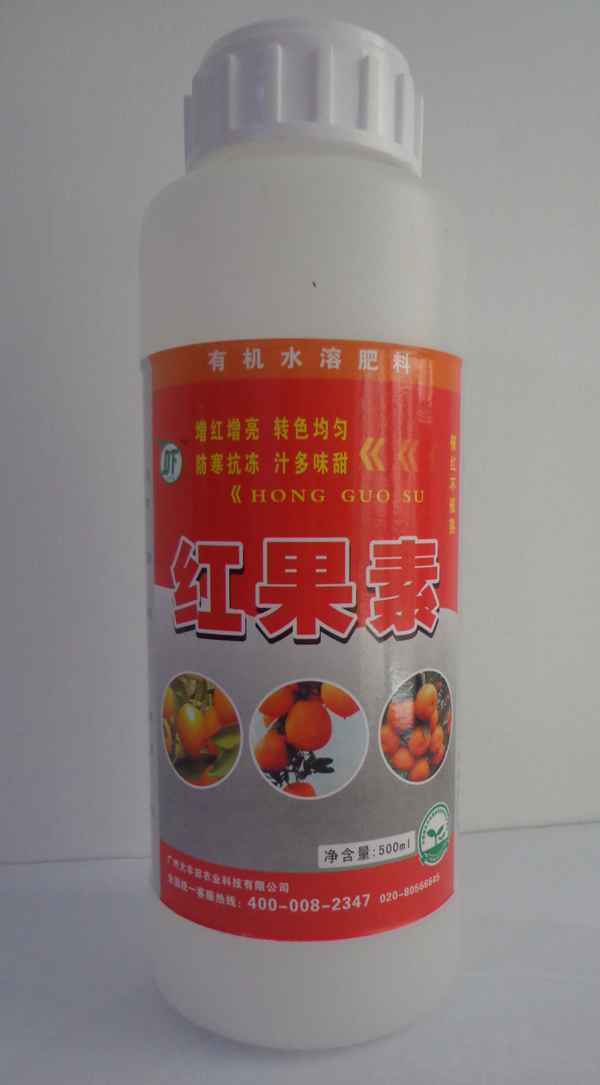 有机水溶肥料
增红增亮 转色均匀
防寒抗冻 汁多味甜
DF
HONG GUO SU
催红不催熟
红果素
净含量:500ml
广州大丰田农业科技有限公司
全国统一客服热线: 400-008-2347 020-80566645